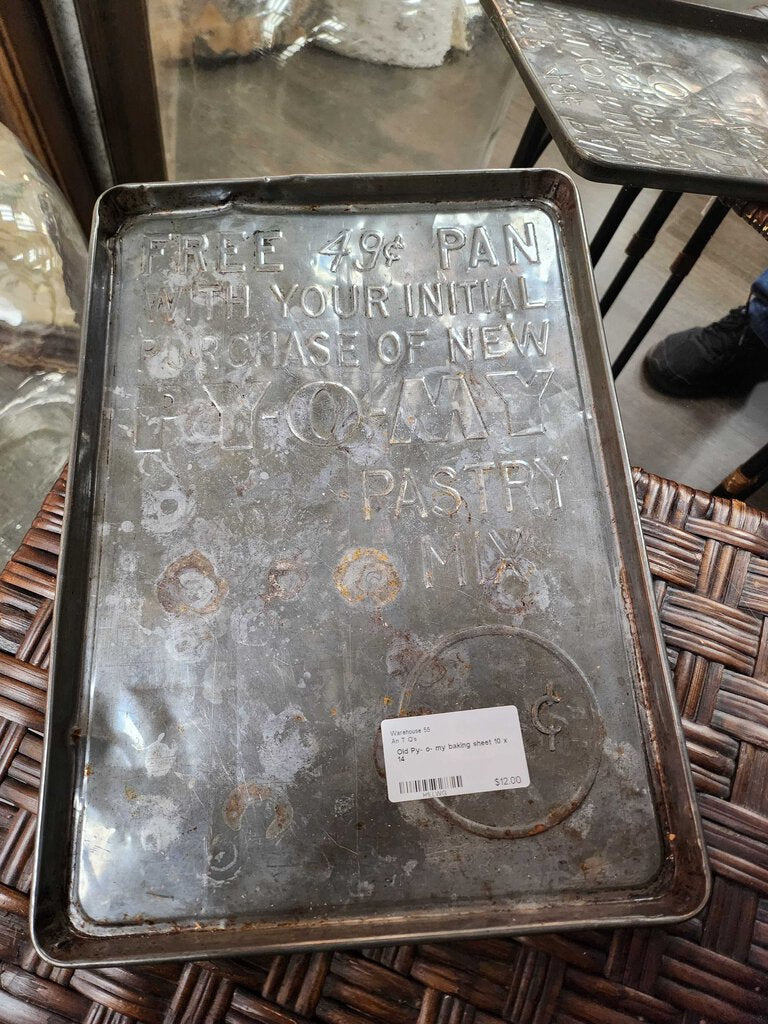 FREE 49¢ PAN
WITH YOUR INITIAL
PURCHASE OF NEW
PY-O-MY
PASTRY
MIX
¢
Warehouse 55
An T Q's
Old Py- o- my baking sheet 10 x
14
$12.00